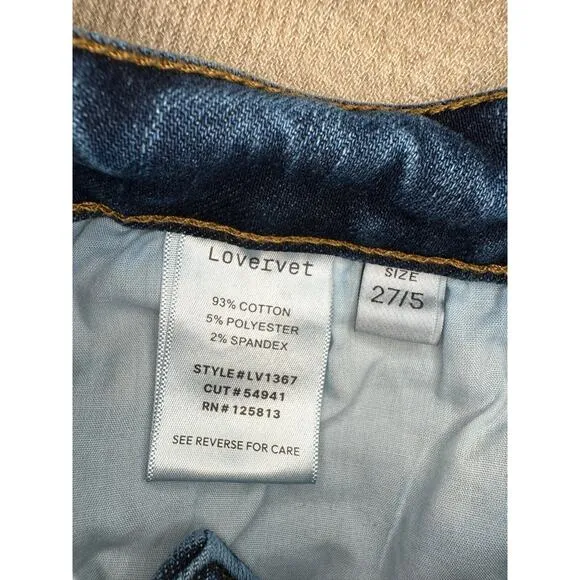 Lovervet
93% COTTON
5% POLYESTER
2% SPANDEX
STYLE#LV1367
CUT#54941
RN#125813
SEE REVERSE FOR CARE
SIZE
27/5